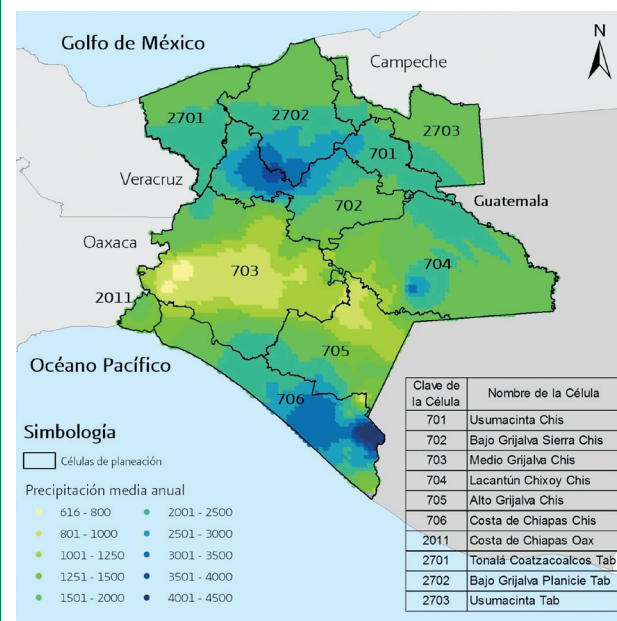 Golfo de México
N
Campeche
2701
2702
2703
701
Veracruz
702
Guatemala
Oaxaca
703
704
2011
705
Océano Pacífico
706
Simbología
Células de planeación
Precipitación media anual
616 - 800
801 - 1000
1001 - 1250
1251 - 1500
1501 - 2000
2001 - 2500
2501 - 3000
3001 - 3500
3501 - 4000
4001 - 4500
Clave de la Célula Nombre de la Célula
701 Usumacinta Chis
702 Bajo Grijalva Sierra Chis
703 Medio Grijalva Chis
704 Lacantún Chixoy Chis
705 Alto Grijalva Chis
706 Costa de Chiapas Chis
2011 Costa de Chiapas Oax
2701 Tonalá Coatzacoalcos Tab
2702 Bajo Grijalva Planicie Tab
2703 Usumacinta Tab